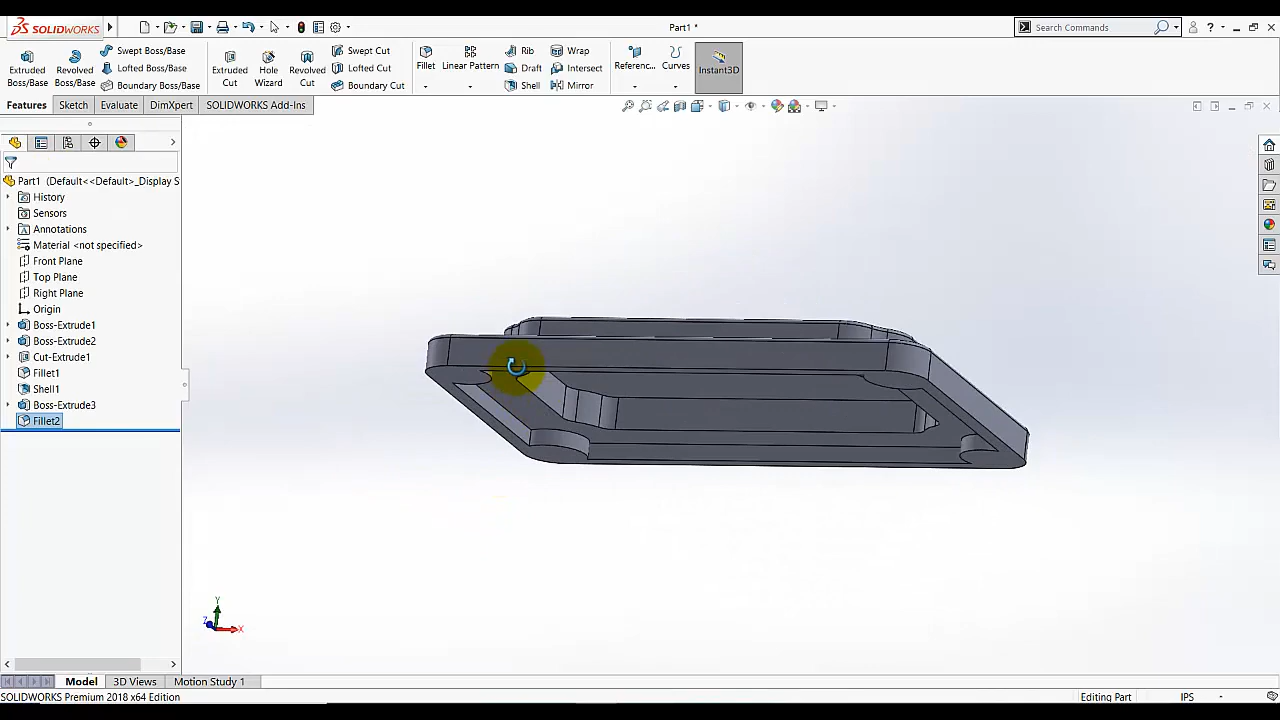 SOLIDWORKS
Part1 *
Search Commands
Extruded Boss/Base
Revolved Boss/Base
Swept Boss/Base
Lofted Boss/Base
Boundary Boss/Base
Extruded Cut
Hole Wizard
Revolved Cut
Swept Cut
Lofted Cut
Boundary Cut
Fillet
Linear Pattern
Rib
Draft
Shell
Wrap
Intersect
Mirror
Referenc...
Curves
Instant3D
Features
Sketch
Evaluate
DimXpert
SOLIDWORKS Add-Ins
Part1 (Default<<Default>_Display S
History
Sensors
Annotations
Material <not specified>
Front Plane
Top Plane
Right Plane
Origin
Boss-Extrude1
Boss-Extrude2
Cut-Extrude1
Fillet1
Shell1
Boss-Extrude3
Fillet2
Y
Z
X
Model
3D Views
Motion Study 1
SOLIDWORKS Premium 2018 x64 Edition
Editing Part
IPS